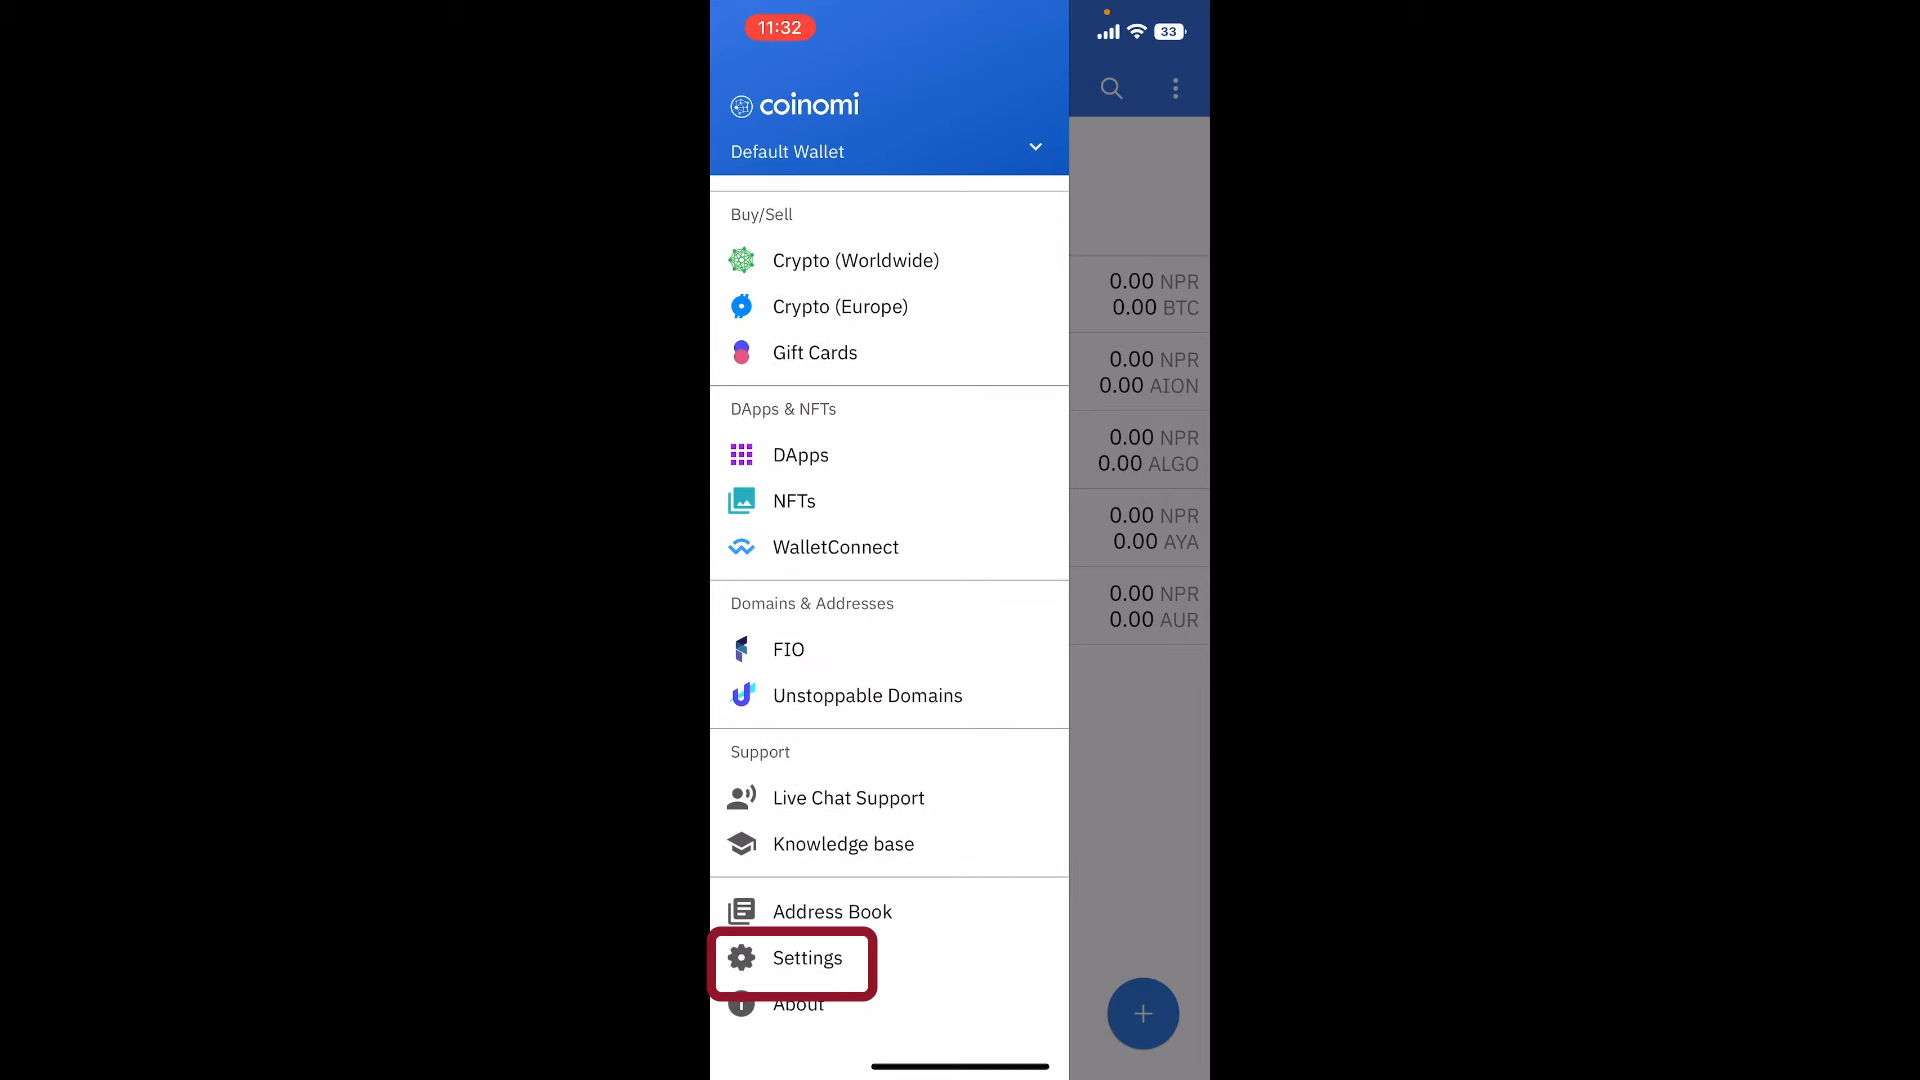 11:32
33
coinomi
Default Wallet
Buy/Sell
Crypto (Worldwide)
Crypto (Europe)
Gift Cards
DApps & NFTs
DApps
NFTs
WalletConnect
Domains & Addresses
FIO
Unstoppable Domains
Support
Live Chat Support
Knowledge base
Address Book
Settings
About
0.00 NPR
0.00 BTC
0.00 NPR
0.00 AION
0.00 NPR
0.00 ALGO
0.00 NPR
0.00 AYA
0.00 NPR
0.00 AUR